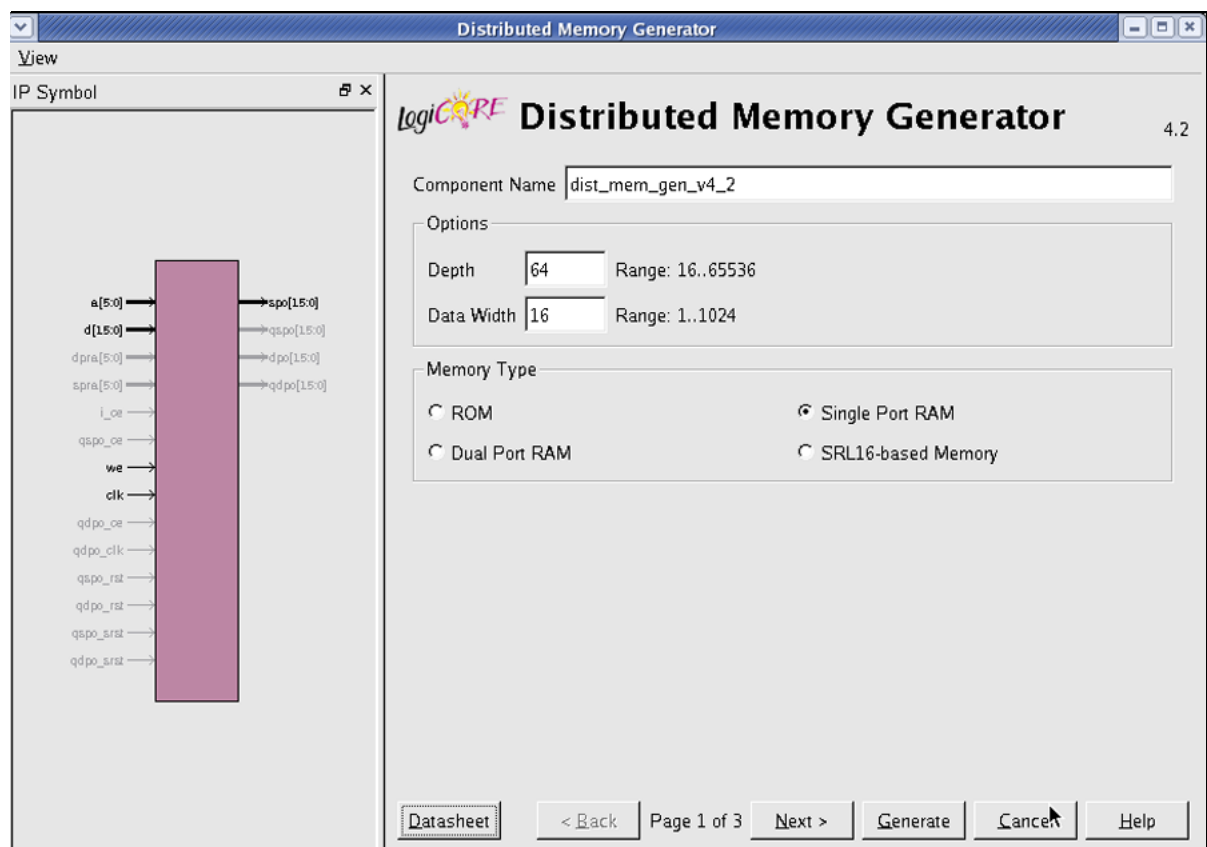 Distributed Memory Generator
View
IP Symbol
a[5:0]
d[15:0]
dpra[5:0]
spra[5:0]
i_ce
qspo_ce
we
clk
qdpo_ce
qdpo_clk
qspo_rst
qdpo_rst
qspo_srst
qdpo_srst
spo[15:0]
qspo[15:0]
dpo[15:0]
qdpo[15:0]
LogiCORE Distributed Memory Generator 4.2
Component Name dist_mem_gen_v4_2
Options
Depth 64 Range: 16..65536
Data Width 16 Range: 1..1024
Memory Type
ROM Single Port RAM
Dual Port RAM SRL16-based Memory
Datasheet < Back Page 1 of 3 Next > Generate Cancel Help